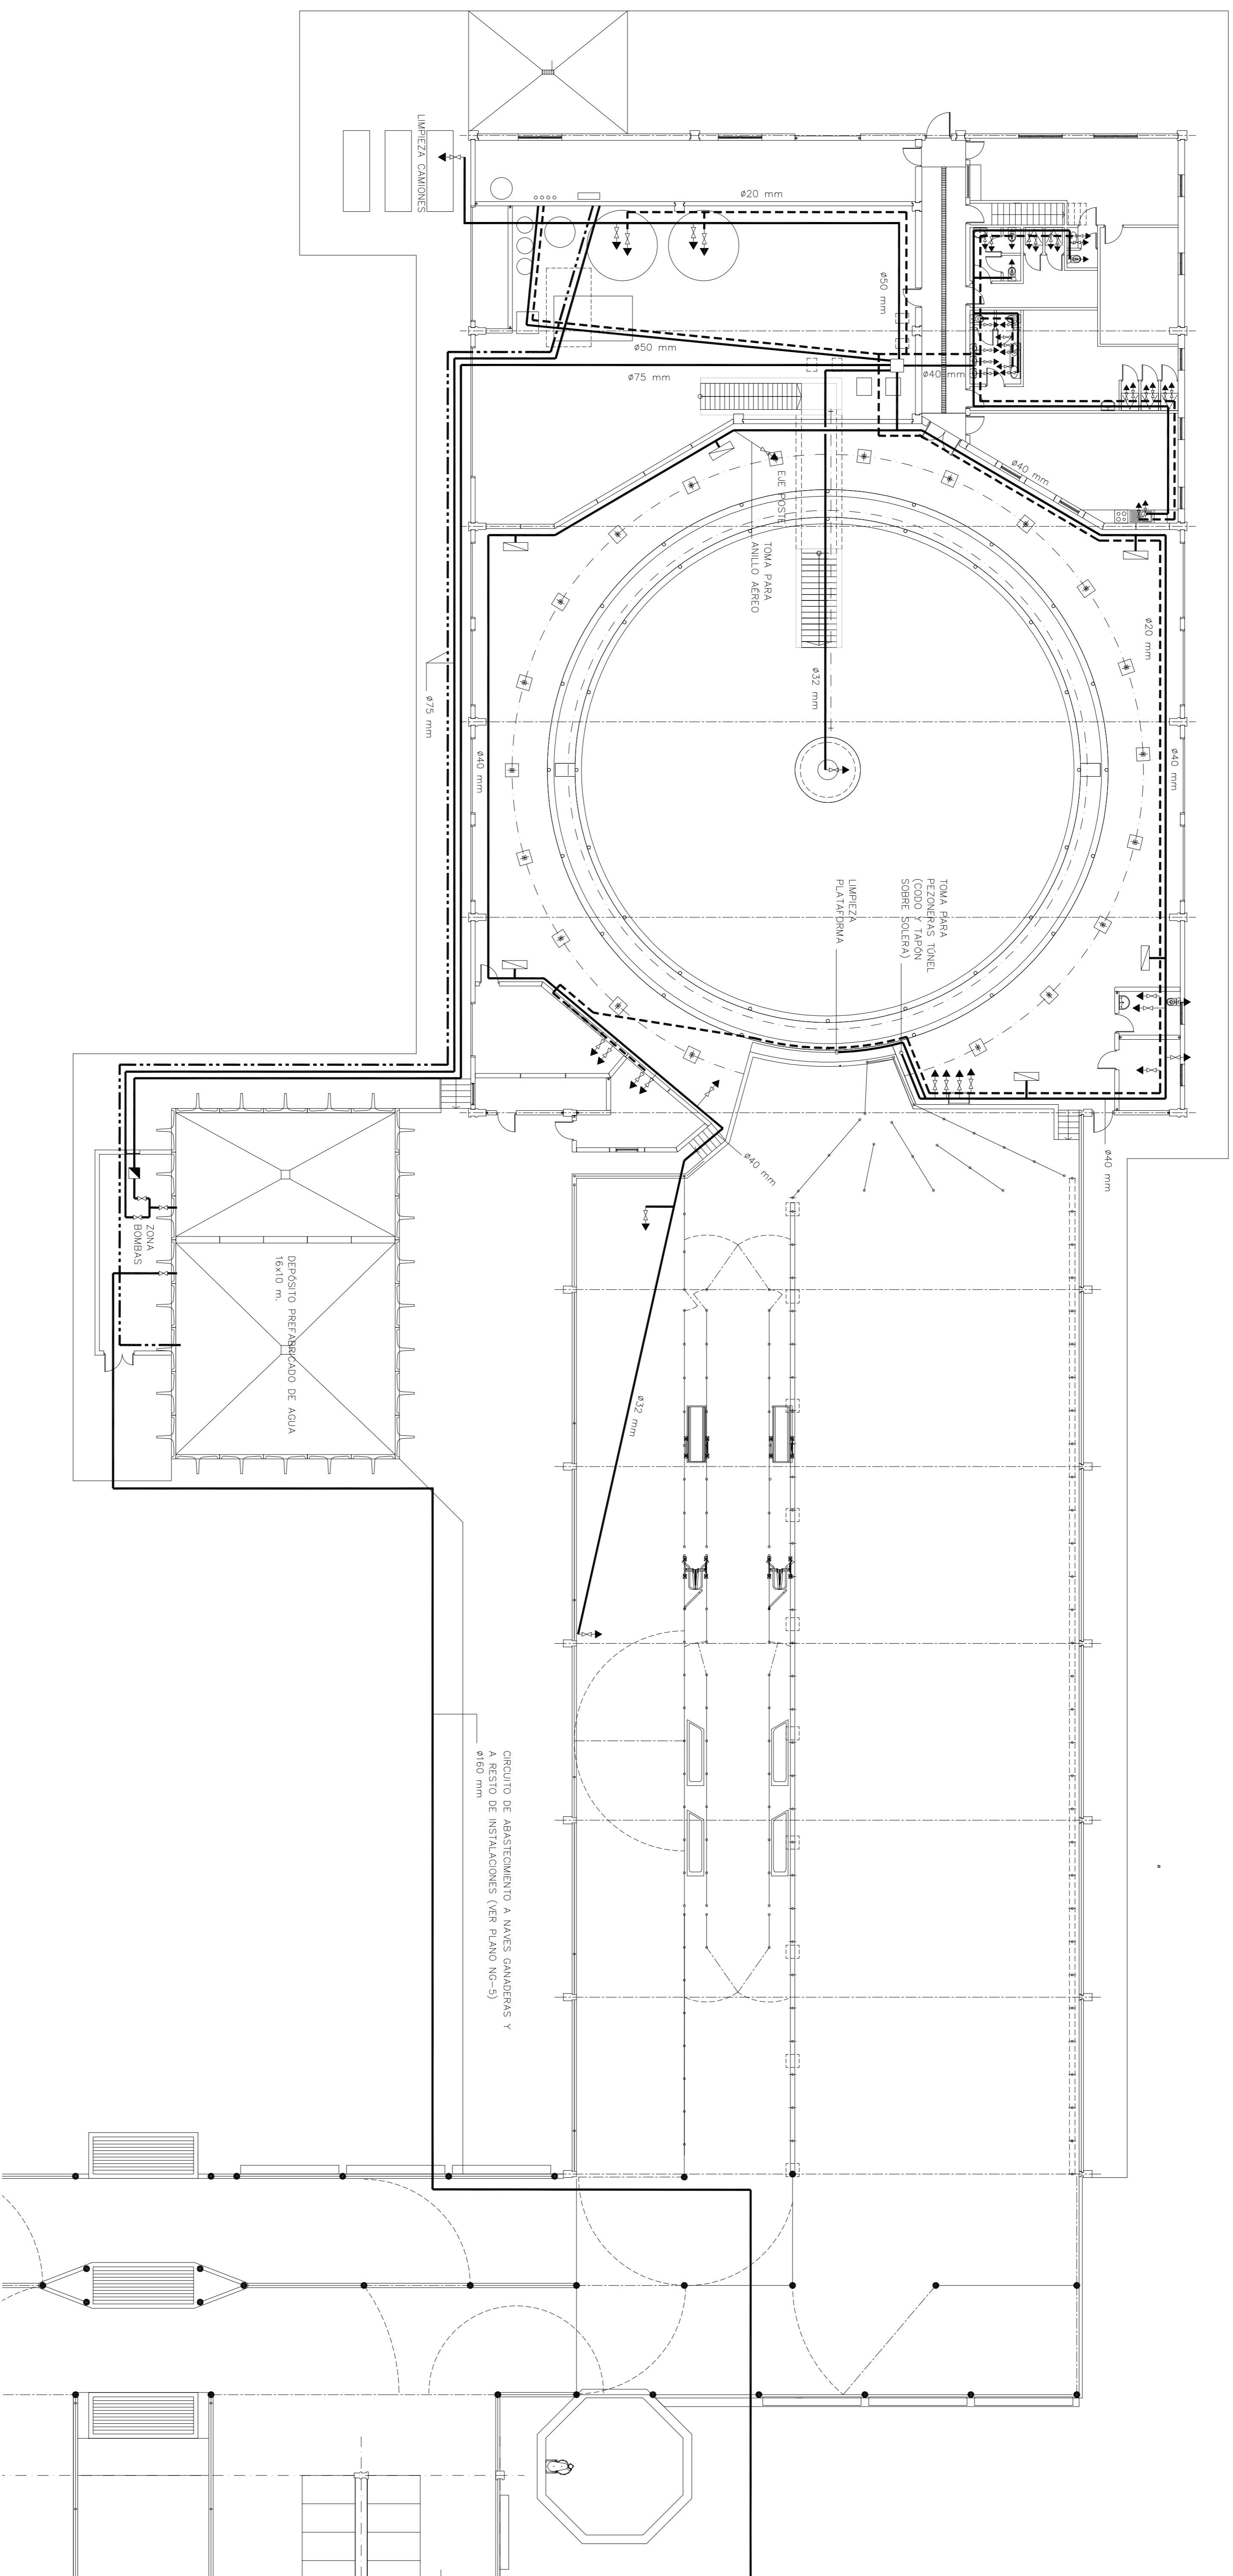 LIMPIEZA CAMIONES
ø20 mm
ø50 mm
ø50 mm
ø75 mm
ø40 mm
ø40 mm
EJE POSTE
TOMA PARA
ANILLO AÉREO
ø20 mm
ø32 mm
ø75 mm
ø40 mm
ø40 mm
TOMA PARA
PEZONERAS TÚNEL
(CODO Y TAPÓN
SOBRE SOLERA)
LIMPIEZA
PLATAFORMA
ø40 mm
ø40 mm
ZONA
BOMBAS
DEPÓSITO PREFABRICADO DE AGUA
16x10 m.
ø32 mm
CIRCUITO DE ABASTECIMIENTO A NAVES GANADERAS Y
A RESTO DE INSTALACIONES (VER PLANO NG-5)
ø160 mm